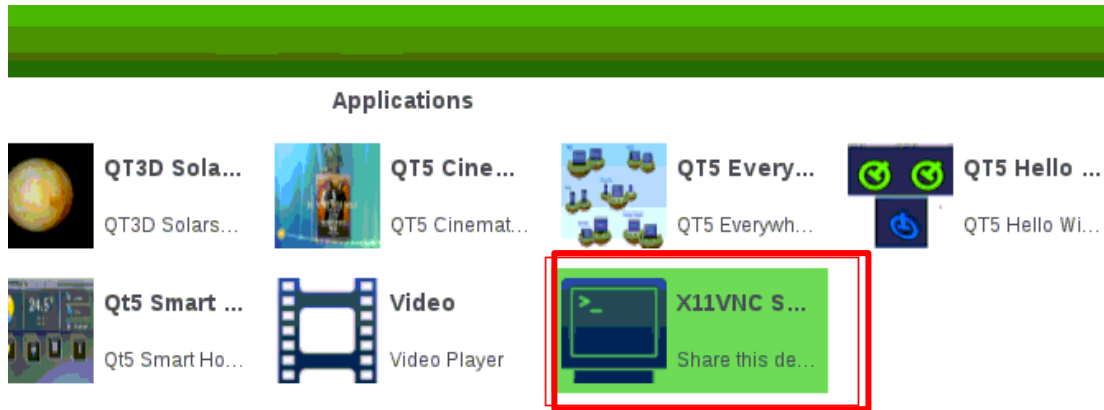 Applications
QT3D Sola...
QT3D Solars...
QT5 Cine...
QT5 Cinemat...
QT5 Every...
QT5 Everywh...
QT5 Hello ...
QT5 Hello Wi...
Qt5 Smart ...
Qt5 Smart Ho...
Video
Video Player
>_
X11VNC S...
Share this de...